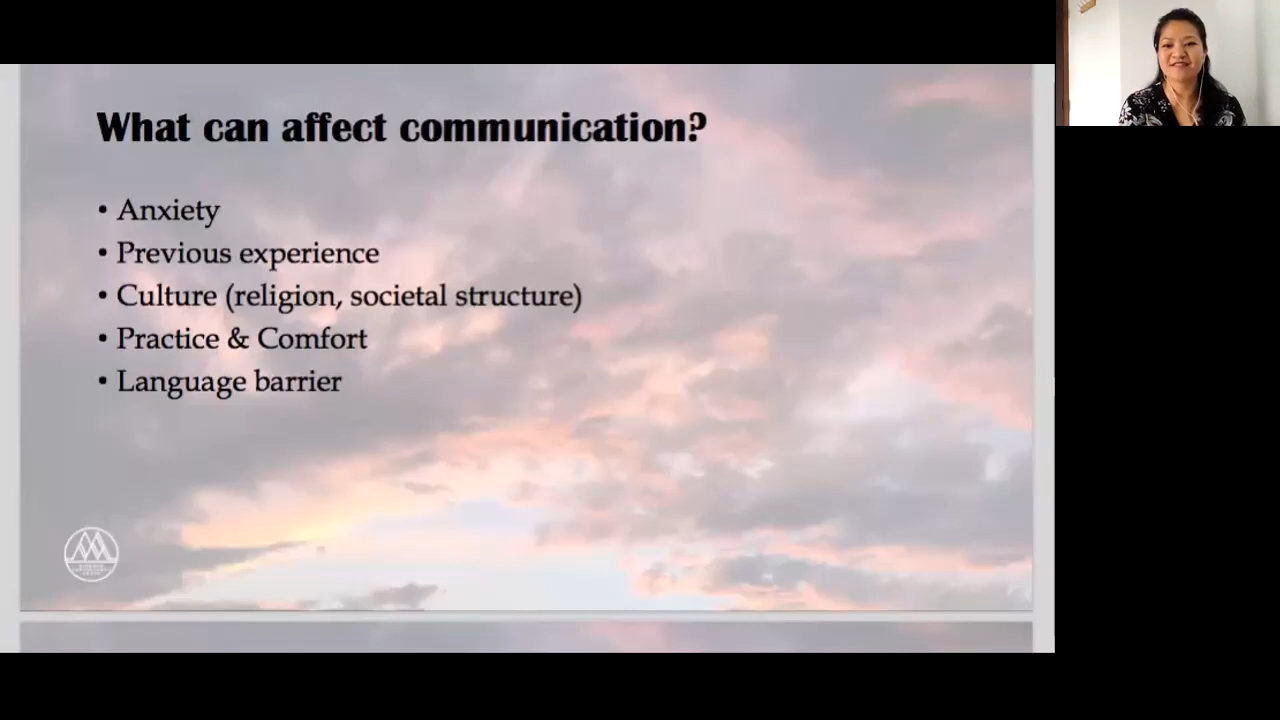 What can affect communication?
• Anxiety
• Previous experience
• Culture (religion, societal structure)
• Practice & Comfort
• Language barrier